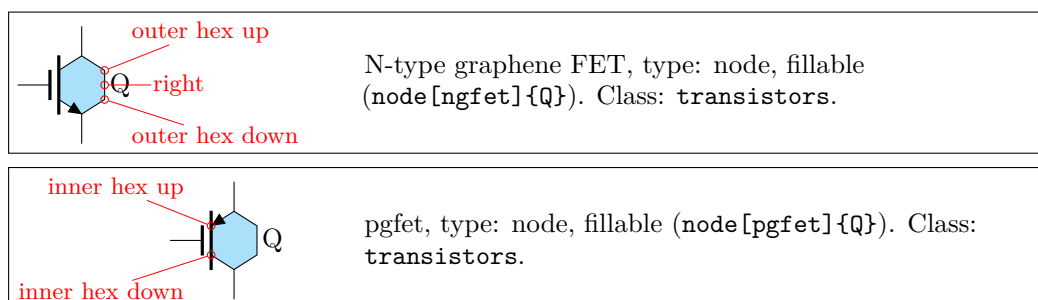 outer hex up
Q
right
outer hex down
N-type graphene FET, type: node, fillable
(node[ngfet]{Q}). Class: transistors.
inner hex up
Q
inner hex down
pgfet, type: node, fillable (node[pgfet]{Q}). Class:
transistors.